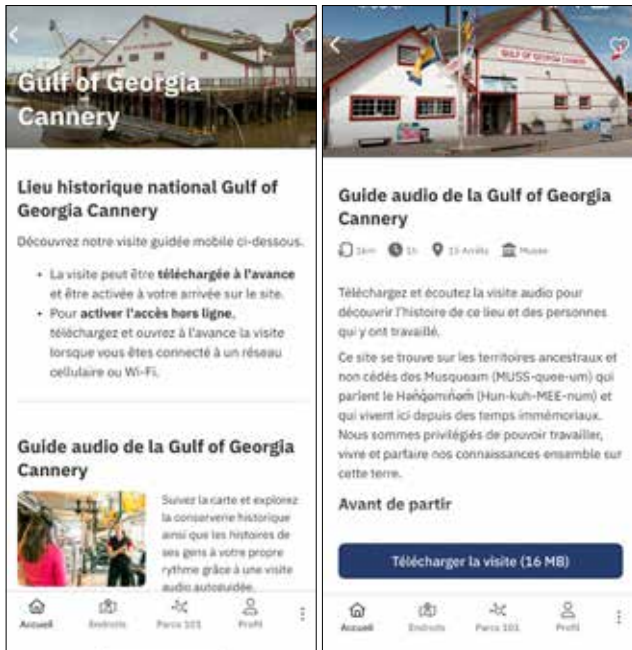 Gulf of Georgia
Cannery
Lieu historique national Gulf of
Georgia Cannery
Découvrez notre visite guidée mobile ci-dessous.
• La visite peut être téléchargée à l'avance
et être activée à votre arrivée sur le site.
• Pour activer l'accès hors ligne,
téléchargez et ouvrez à l'avance la visite
lorsque vous êtes connecté à un réseau
cellulaire ou Wi-Fi.
Guide audio de la Gulf of Georgia
Cannery
Suivez la carte et explorez
la conserverie historique
ainsi que les histoires de
ses gens à votre propre
rythme grâce à une visite
audio autoguidée.
Accueil Endroits Parcs 101 Profil
GULF OF GEORGIA CANNERY
Guide audio de la Gulf of Georgia
Cannery
1km 1h 15 Arrêts Musée
Téléchargez et écoutez la visite audio pour
découvrir l'histoire de ce lieu et des personnes
qui y ont travaillé.
Ce site se trouve sur les territoires ancestraux et
non cédés des Musqueam (MUSS-quee-um) qui
parlent le Hən̓q̓əmin̓əm̓ (Hun-kuh-MEE-num) et
qui vivent ici depuis des temps immémoriaux.
Nous sommes privilégiés de pouvoir travailler,
vivre et parfaire nos connaissances ensemble sur
cette terre.
Avant de partir
Télécharger la visite (16 MB)
Accueil Endroits Parcs 101 Profil